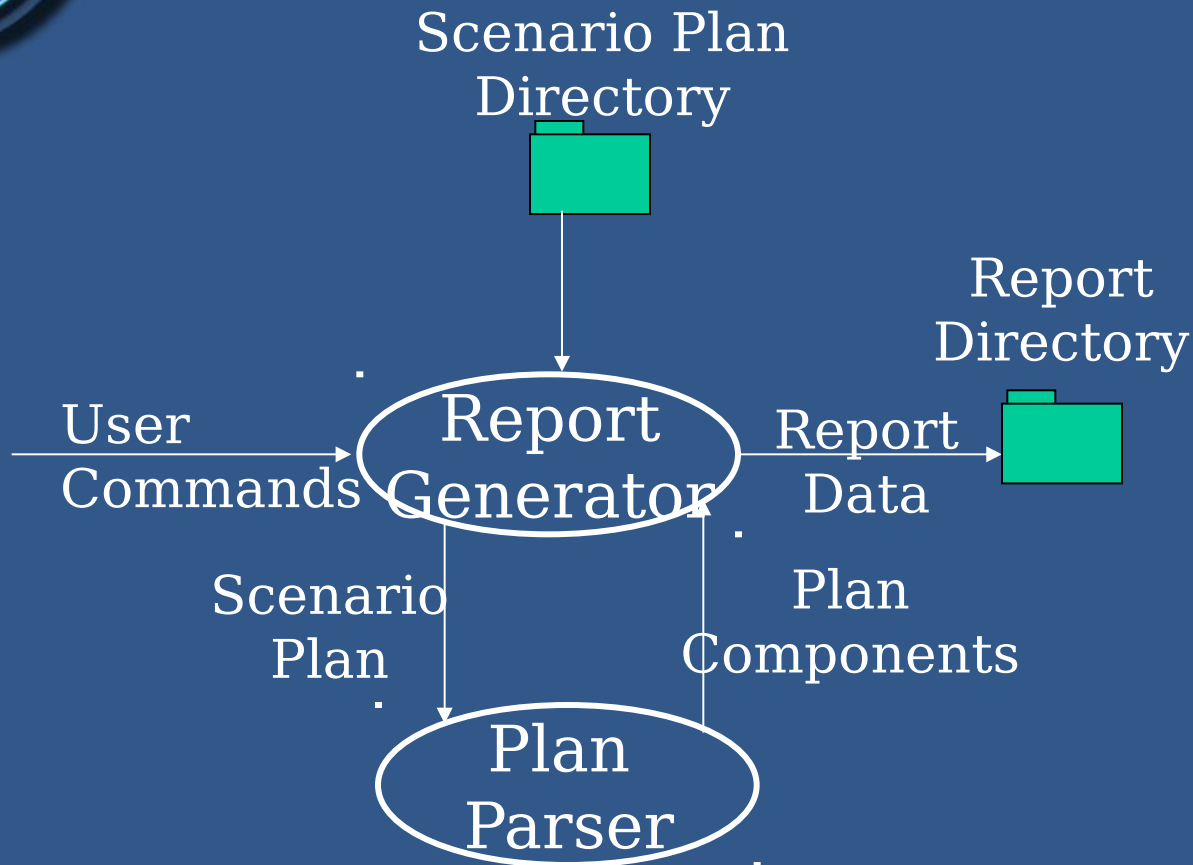 Scenario Plan
Directory
Report
Directory
User
Commands
Report
Generator
Report
Data
Scenario
Plan
Plan
Components
Plan
Parser